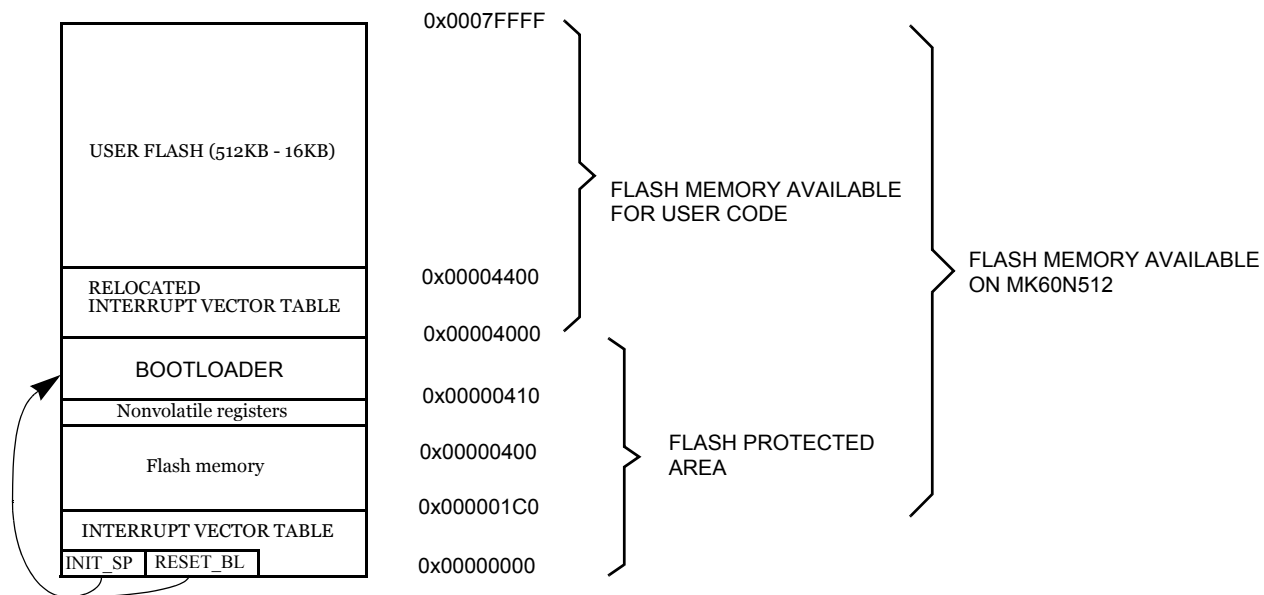 0x0007FFFF
USER FLASH (512KB - 16KB)
FLASH MEMORY AVAILABLE
FOR USER CODE
FLASH MEMORY AVAILABLE
ON MK60N512
0x00004400
RELOCATED
INTERRUPT VECTOR TABLE
0x00004000
BOOTLOADER
0x00000410
Nonvolatile registers
FLASH PROTECTED
AREA
0x00000400
Flash memory
0x000001C0
INTERRUPT VECTOR TABLE
INIT_SP
RESET_BL
0x00000000